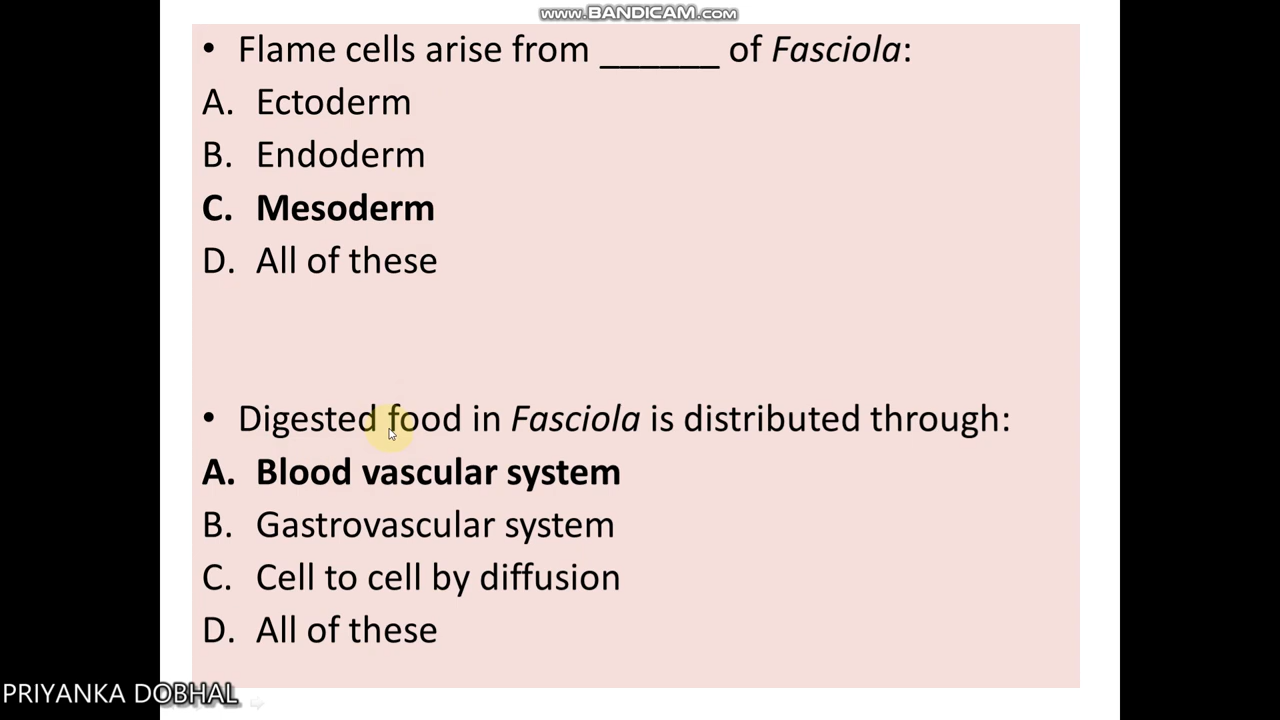 www.BANDICAM.com
• Flame cells arise from ______ of Fasciola:
A. Ectoderm
B. Endoderm
C. Mesoderm
D. All of these
• Digested food in Fasciola is distributed through:
A. Blood vascular system
B. Gastrovascular system
C. Cell to cell by diffusion
D. All of these
PRIYANKA DOBHAL